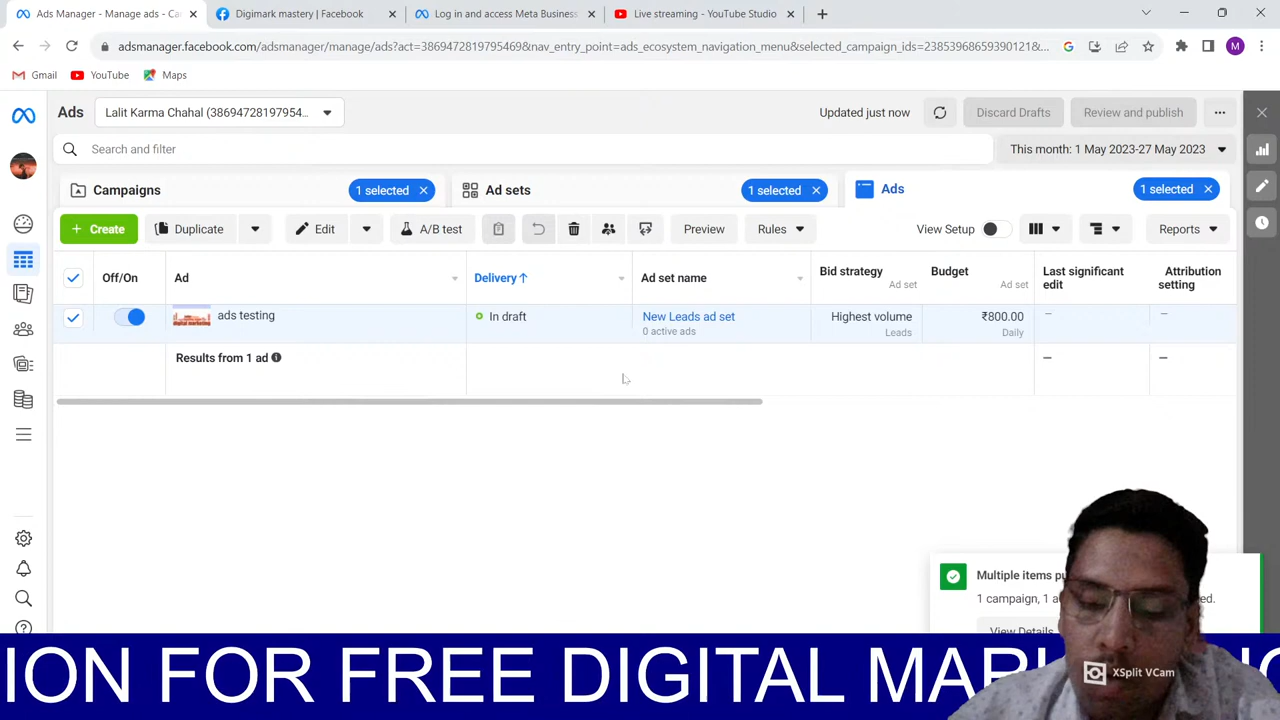 Ads Manager - Manage ads - Ca
Digimark mastery | Facebook
Log in and access Meta Business
Live streaming - YouTube Studio
adsmanager.facebook.com/adsmanager/manage/ads?act=386947281979546​9&nav_entry_point=ads_ecosystem_navigation_menu&selected_campaign_ids=23853968659390121&...
M
Gmail
YouTube
Maps
Ads
Lalit Karma Chahal (38694728197954...
Updated just now
Discard Drafts
Review and publish
Search and filter
This month: 1 May 2023-27 May 2023
Campaigns
1 selected
Ad sets
1 selected
Ads
1 selected
+ Create
Duplicate
Edit
A/B test
Preview
Rules
View Setup
Reports
Off/On
Ad
Delivery ↑
Ad set name
Bid strategy
Ad set
Budget
Ad set
Last significant edit
Attribution setting
digital marketing
ads testing
In draft
New Leads ad set
0 active ads
Highest volume
Leads
₹800.00
Daily
–
–
Results from 1 ad
—
—
Multiple items pu
1 campaign, 1 a
ed.
View Details
ION FOR FREE DIGITAL MAR
XSplit VCam